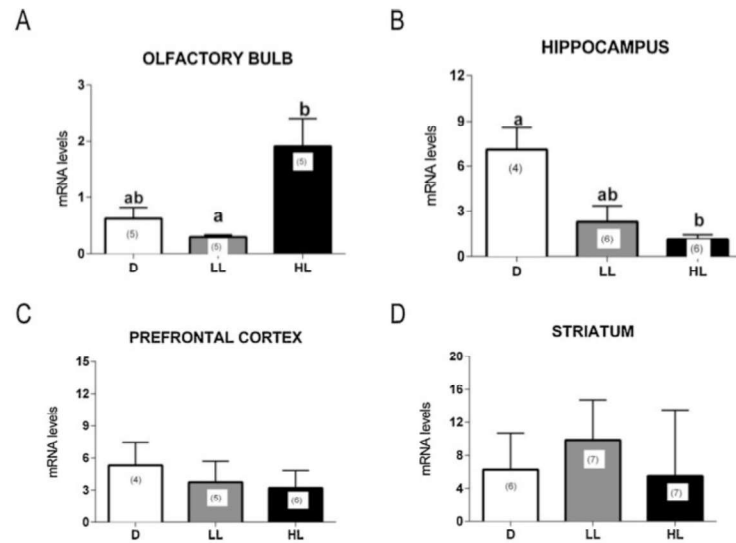 A
OLFACTORY BULB
mRNA levels
3
2
1
0
ab
a
b
(5)
(5)
(5)
D LL HL
B
HIPPOCAMPUS
mRNA levels
12
9
6
3
0
a
ab
b
(4)
(6)
(6)
D LL HL
C
PREFRONTAL CORTEX
mRNA levels
15
12
9
6
3
0
(4)
(5)
(6)
D LL HL
D
STRIATUM
mRNA levels
20
16
12
8
4
0
(6)
(7)
(7)
D LL HL